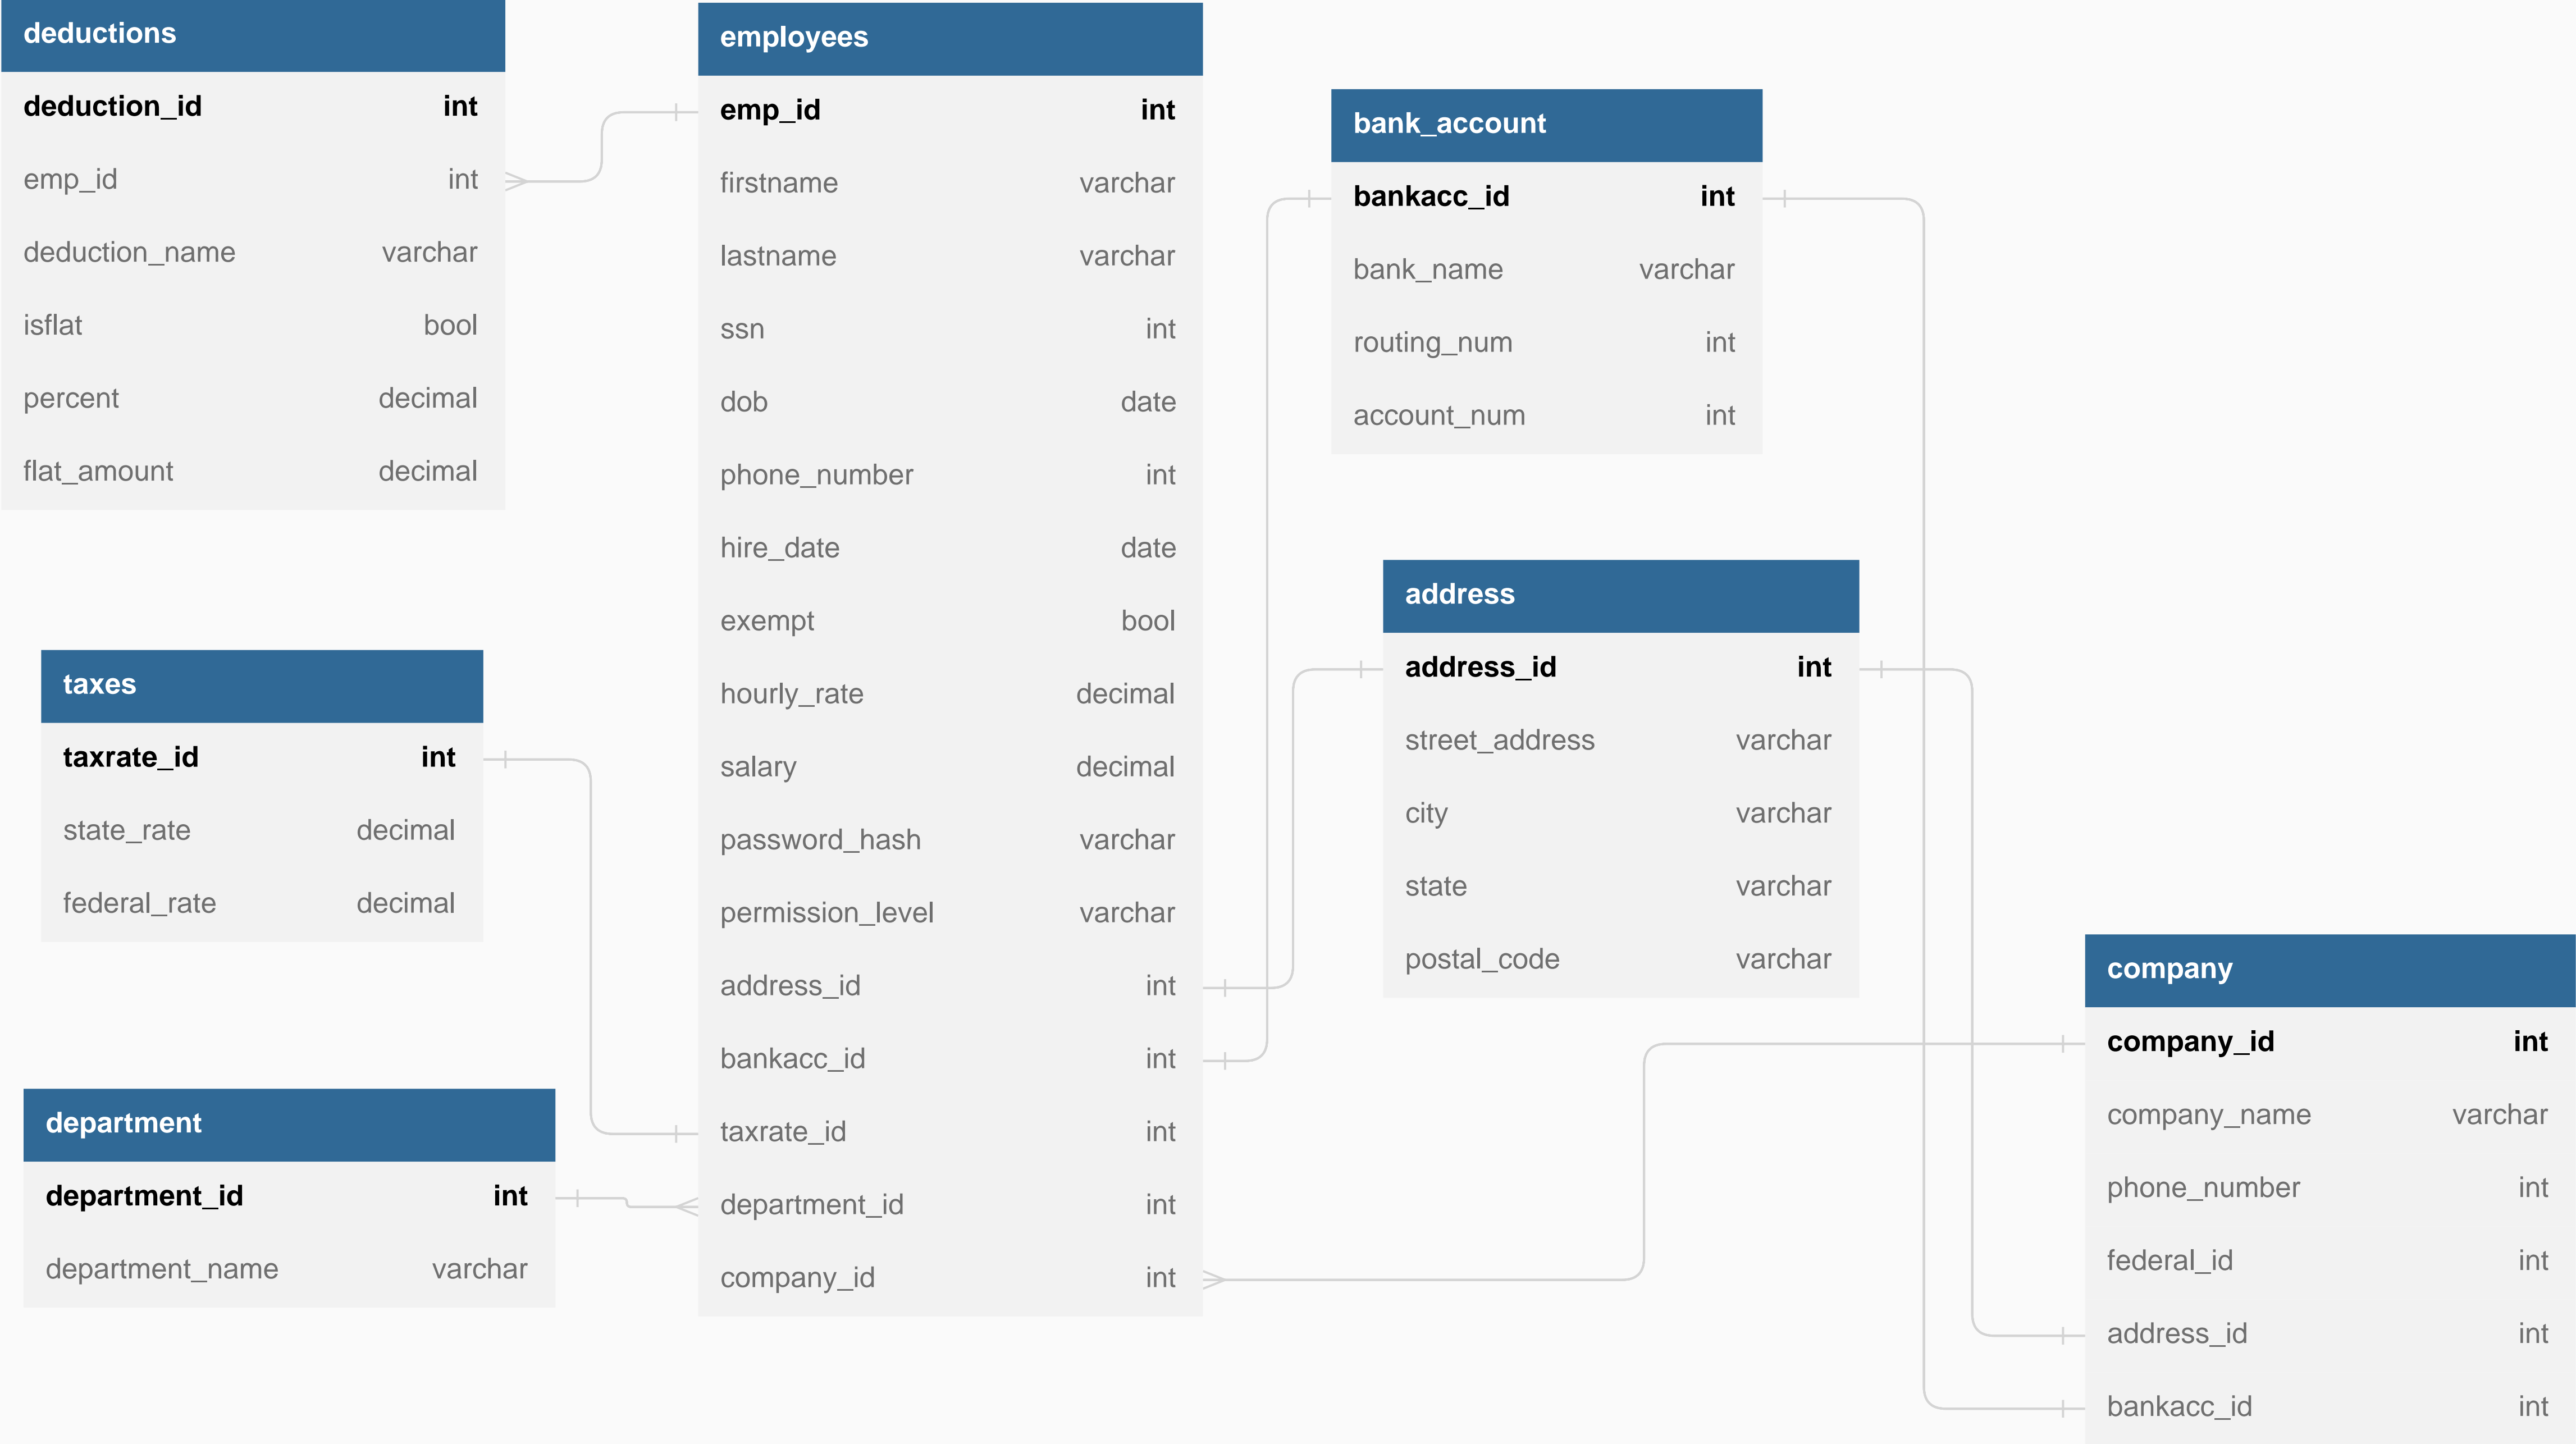 deductions
deduction_id int
emp_id int
deduction_name varchar
isflat bool
percent decimal
flat_amount decimal
taxes
taxrate_id int
state_rate decimal
federal_rate decimal
department
department_id int
department_name varchar
employees
emp_id int
firstname varchar
lastname varchar
ssn int
dob date
phone_number int
hire_date date
exempt bool
hourly_rate decimal
salary decimal
password_hash varchar
permission_level varchar
address_id int
bankacc_id int
taxrate_id int
department_id int
company_id int
bank_account
bankacc_id int
bank_name varchar
routing_num int
account_num int
address
address_id int
street_address varchar
city varchar
state varchar
postal_code varchar
company
company_id int
company_name varchar
phone_number int
federal_id int
address_id int
bankacc_id int